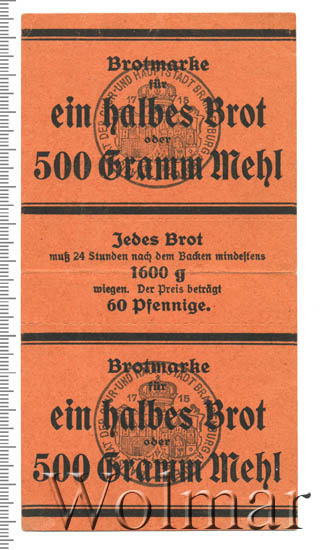 Brotmarke
für
ein halbes Brot
oder
500 Gramm Mehl
Jedes Brot
muß 24 Stunden nach dem Backen mindestens
1600 g
wiegen. Der Preis beträgt
60 Pfennige.
Brotmarke
für
ein halbes Brot
oder
500 Gramm Mehl
Wolmar